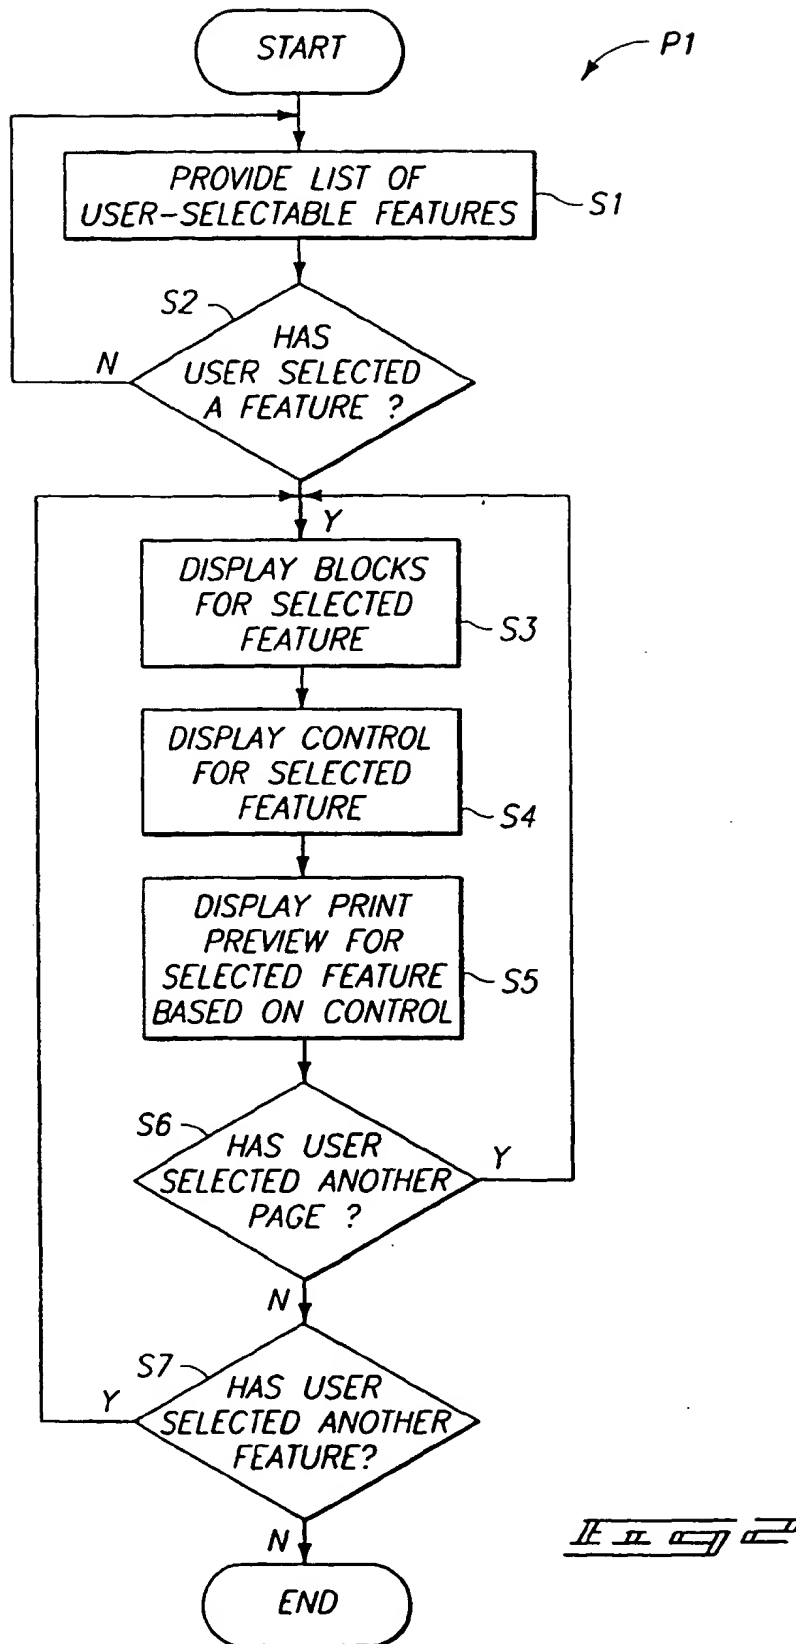 START
P1
PROVIDE LIST OF
USER-SELECTABLE FEATURES
S1
S2
HAS
USER SELECTED
A FEATURE ?
N
Y
DISPLAY BLOCKS
FOR SELECTED
FEATURE
S3
DISPLAY CONTROL
FOR SELECTED
FEATURE
S4
DISPLAY PRINT
PREVIEW FOR
SELECTED FEATURE
BASED ON CONTROL
S5
S6
HAS USER
SELECTED ANOTHER
PAGE ?
Y
N
S7
HAS USER
SELECTED ANOTHER
FEATURE?
Y
N
END
Fig 2